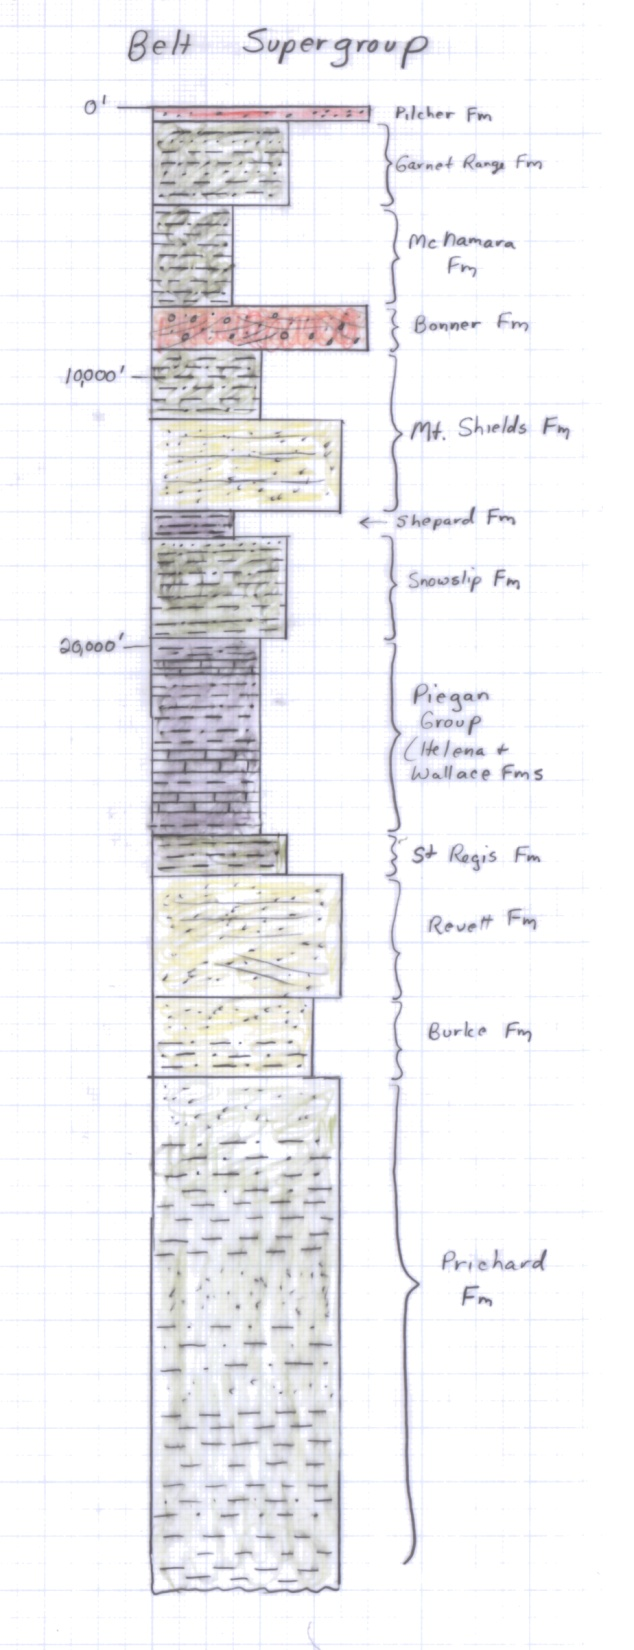 Belt Supergroup
0'
Pilcher Fm
Garnet Range Fm
McNamara
Fm
Bonner Fm
10,000'
Mt. Shields Fm
← Shepard Fm
Snowslip Fm
20,000'
Piegan
Group
(Helena +
Wallace Fms
St Regis Fm
Revett Fm
Burke Fm
Prichard
Fm